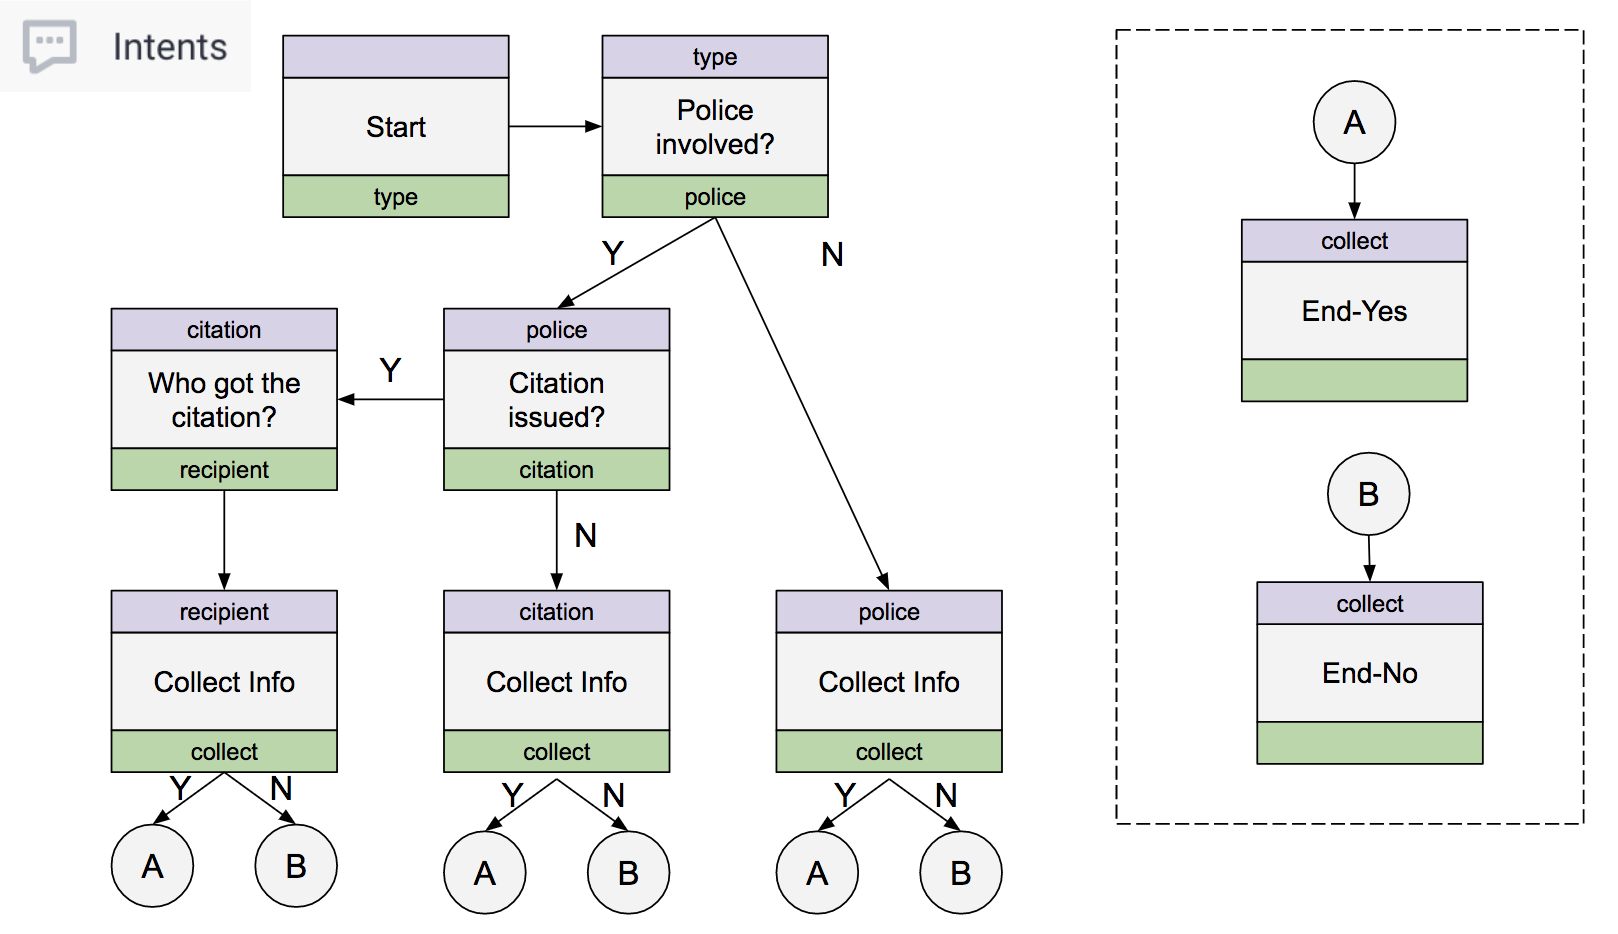 Intents
Start
type
type
Police
involved?
police
Y
N
citation
Who got the
citation?
recipient
Y
police
Citation
issued?
citation
N
recipient
Collect Info
collect
Y
N
A
B
citation
Collect Info
collect
Y
N
A
B
police
Collect Info
collect
Y
N
A
B
A
collect
End-Yes
B
collect
End-No